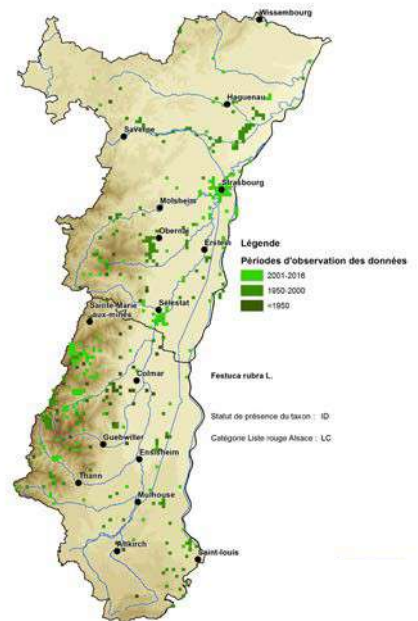 Wissembourg
Haguenau
Saverne
Strasbourg
Molsheim
Obernai
Erstein
Légende
Périodes d'observation des données
2001-2016
1950-2000
<1950
Sélestat
Sainte-Marie
aux-mines
Festuca rubra L.
Colmar
Statut de présence du taxon : ID
Catégorie Liste rouge Alsace : LC
Guebwiller
Ensisheim
Thann
Mulhouse
Altkirch
Saint-louis